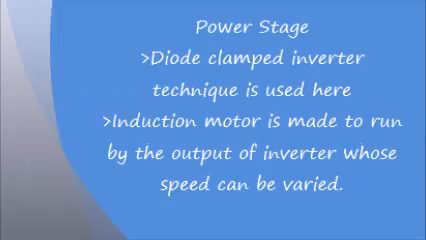 Power Stage
>Diode clamped inverter
technique is used here
>Induction motor is made to run
by the output of inverter whose
speed can be varied.